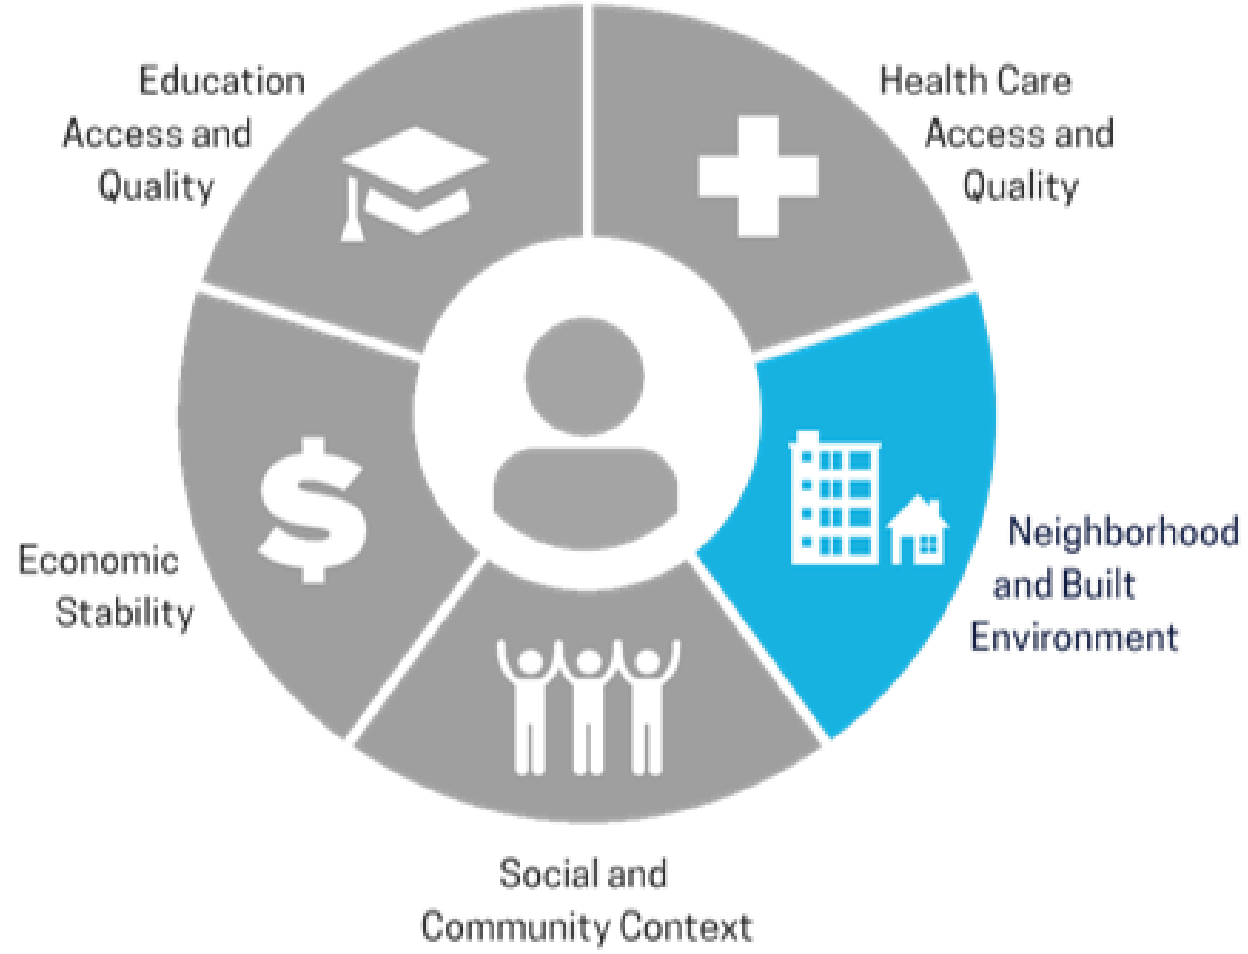 Education
Access and
Quality
Health Care
Access and
Quality
Neighborhood
and Built
Environment
Economic
Stability
Social and
Community Context